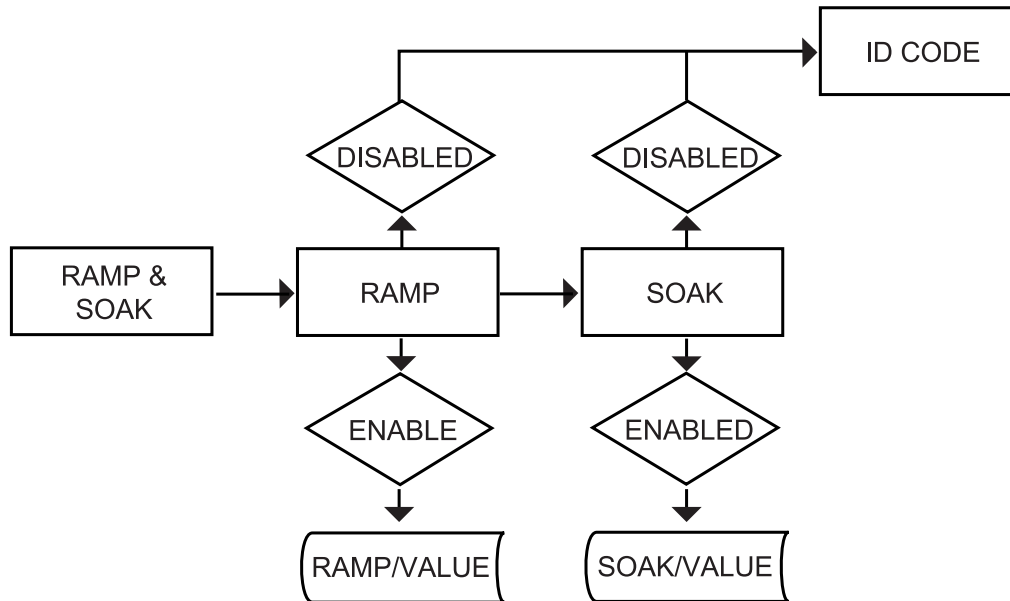 ID CODE
DISABLED
DISABLED
RAMP &
SOAK
RAMP
SOAK
ENABLE
ENABLED
RAMP/VALUE
SOAK/VALUE